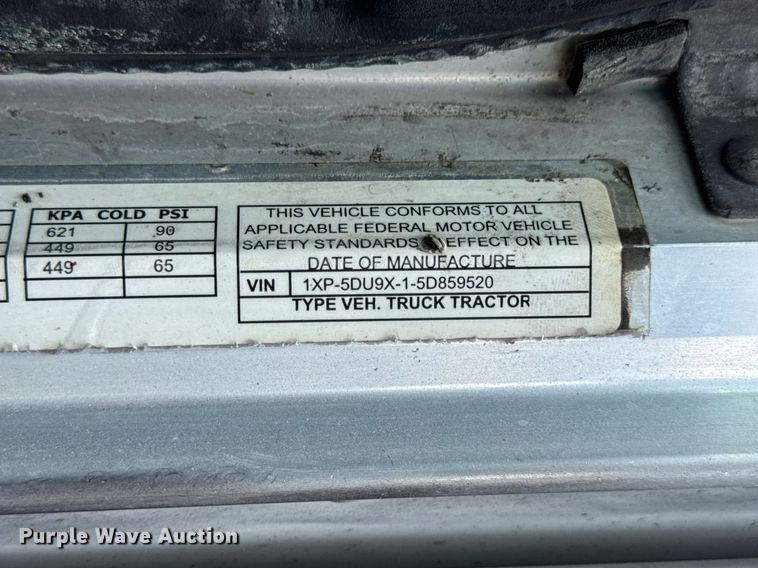 KPA COLD PSI
621 90
449 65
449 65
THIS VEHICLE CONFORMS TO ALL
APPLICABLE FEDERAL MOTOR VEHICLE
SAFETY STANDARDS EFFECT ON THE
DATE OF MANUFACTURE
VIN 1XP-5DU9X-1-5D859520
TYPE VEH. TRUCK TRACTOR
Purple Wave Auction